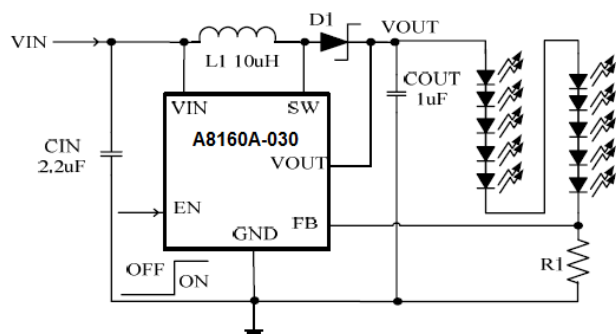 D1
VIN
VOUT
L1 10uH
COUT
1uF
VIN
SW
A8160A-030
CIN
2,2uF
VOUT
EN
FB
GND
OFF
ON
R1